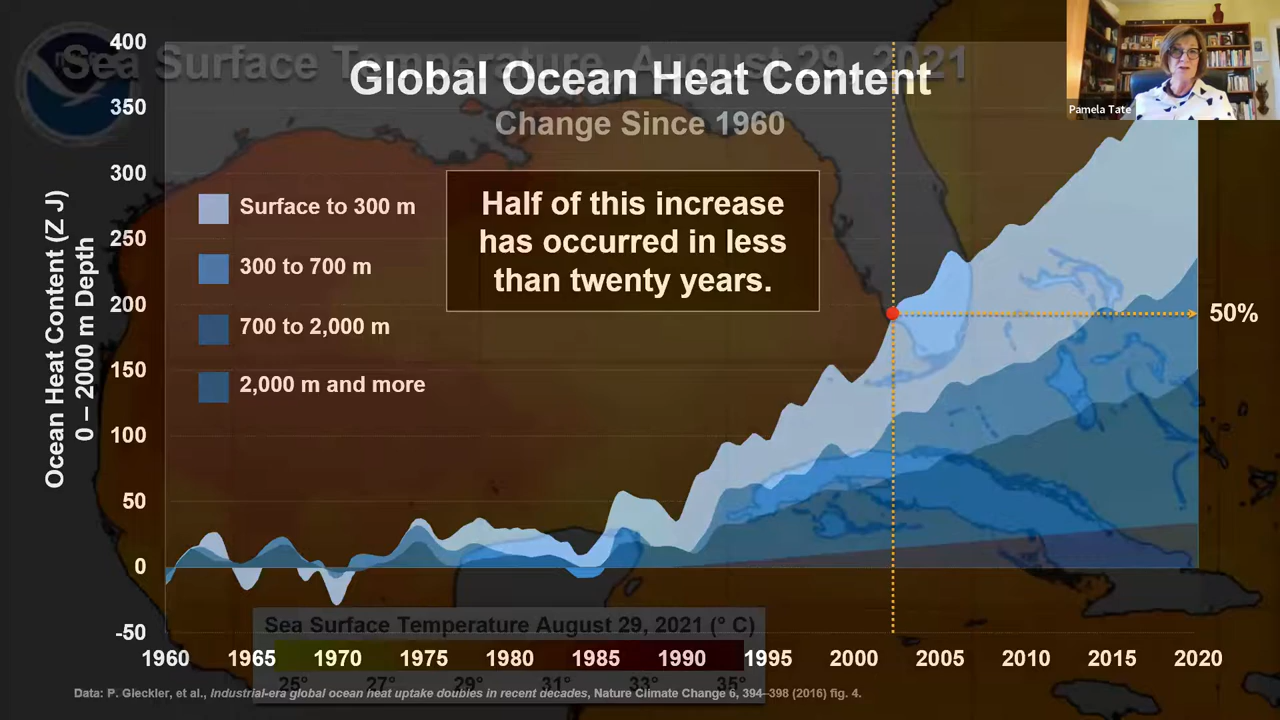 Sea Surface Temperature, August 29, 2021
Global Ocean Heat Content
Change Since 1960
Pamela Tate
Half of this increase
has occurred in less
than twenty years.
Surface to 300 m
300 to 700 m
700 to 2,000 m
2,000 m and more
Ocean Heat Content (Z J)
0 – 2000 m Depth
400
350
300
250
200
150
100
50
0
-50
50%
Sea Surface Temperature August 29, 2021 (° C)
1960 1965 1970 1975 1980 1985 1990 1995 2000 2005 2010 2015 2020
25° 27° 29° 31° 33° 35°
Data: P. Gleckler, et al., Industrial-era global ocean heat uptake doubles in recent decades, Nature Climate Change 6, 394–398 (2016) fig. 4.